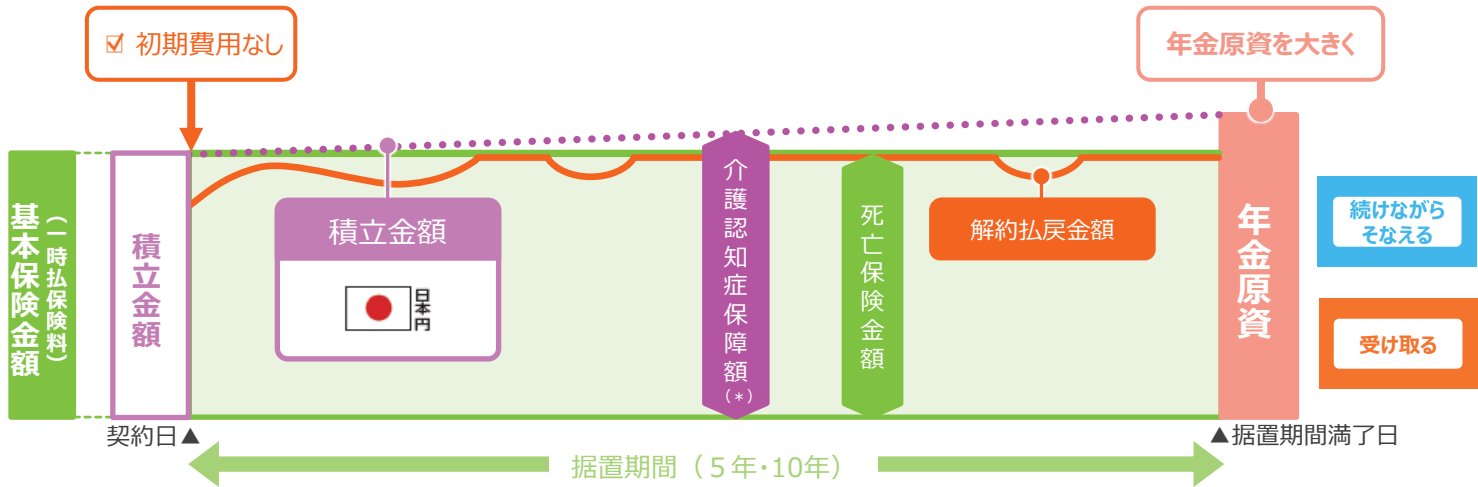 ☑ 初期費用なし
年金原資を大きく
基本保険金額
（一時払保険料）
積立金額
積立金額
日本円
介護認知症保障額(*)
死亡保険金額
解約払戻金額
年金原資
続けながら
そなえる
受け取る
契約日▲
▲据置期間満了日
据置期間（５年・10年）